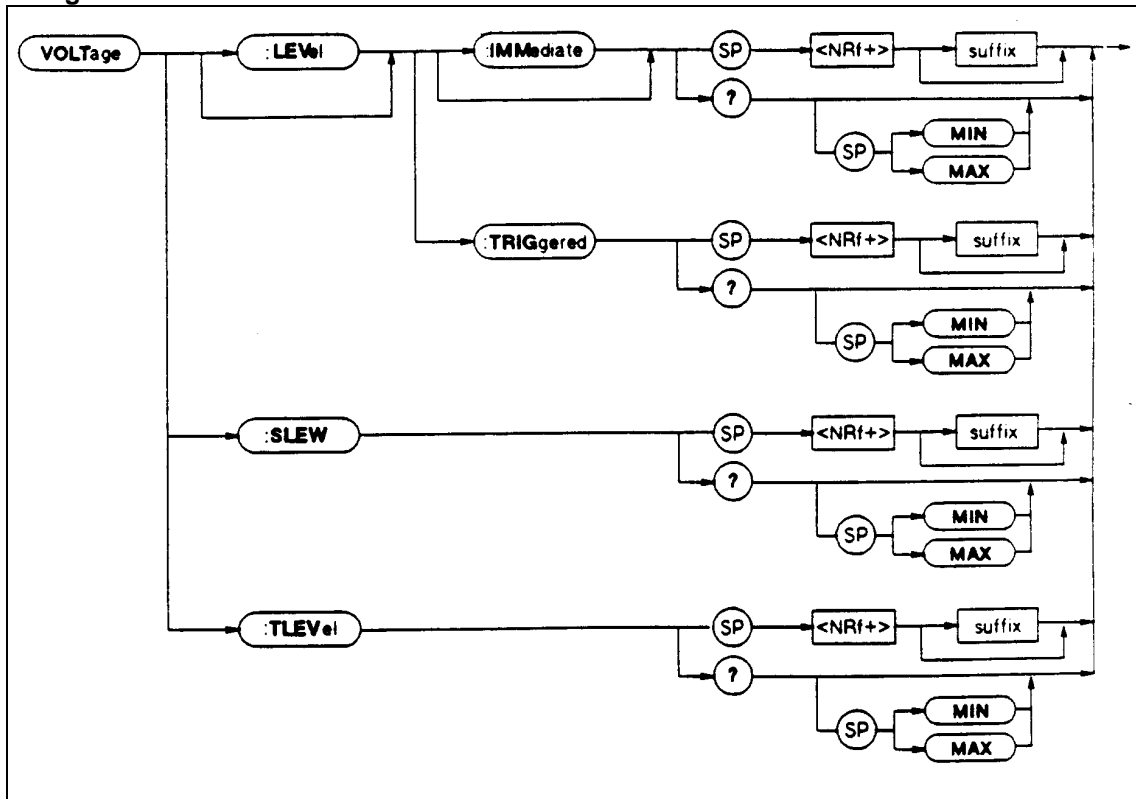 VOLTage :LEVel :IMMediate SP <NRf+> suffix
?
SP MIN
MAX
:TRIGgered SP <NRf+> suffix
?
SP MIN
MAX
:SLEW SP <NRf+> suffix
?
SP MIN
MAX
:TLEVel SP <NRf+> suffix
?
SP MIN
MAX